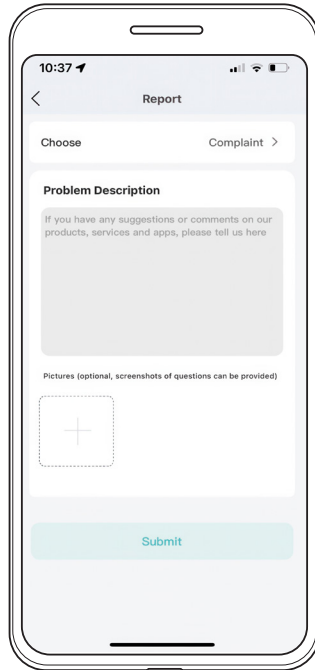 10:37
Report
Choose
Complaint
Problem Description
If you have any suggestions or comments on our
products, services and apps, please tell us here
Pictures (optional, screenshots of questions can be provided)
Submit